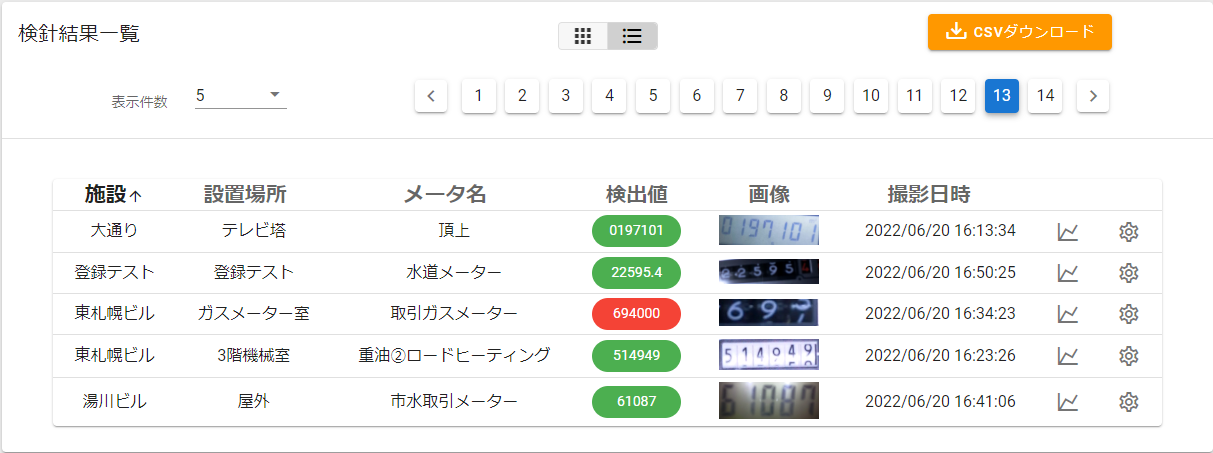 検針結果一覧
CSVダウンロード
表示件数 5 1 2 3 4 5 6 7 8 9 10 11 12 13 14
施設↑ 設置場所 メータ名 検出値 画像 撮影日時
大通り テレビ塔 頂上 0197101 0197107 2022/06/20 16:13:34
登録テスト 登録テスト 水道メーター 22595.4 22595 2022/06/20 16:50:25
東札幌ビル ガスメーター室 取引ガスメーター 694000 69 2022/06/20 16:34:23
東札幌ビル 3階機械室 重油②ロードヒーティング 514949 514949 2022/06/20 16:23:26
湯川ビル 屋外 市水取引メーター 61087 61087 2022/06/20 16:41:06